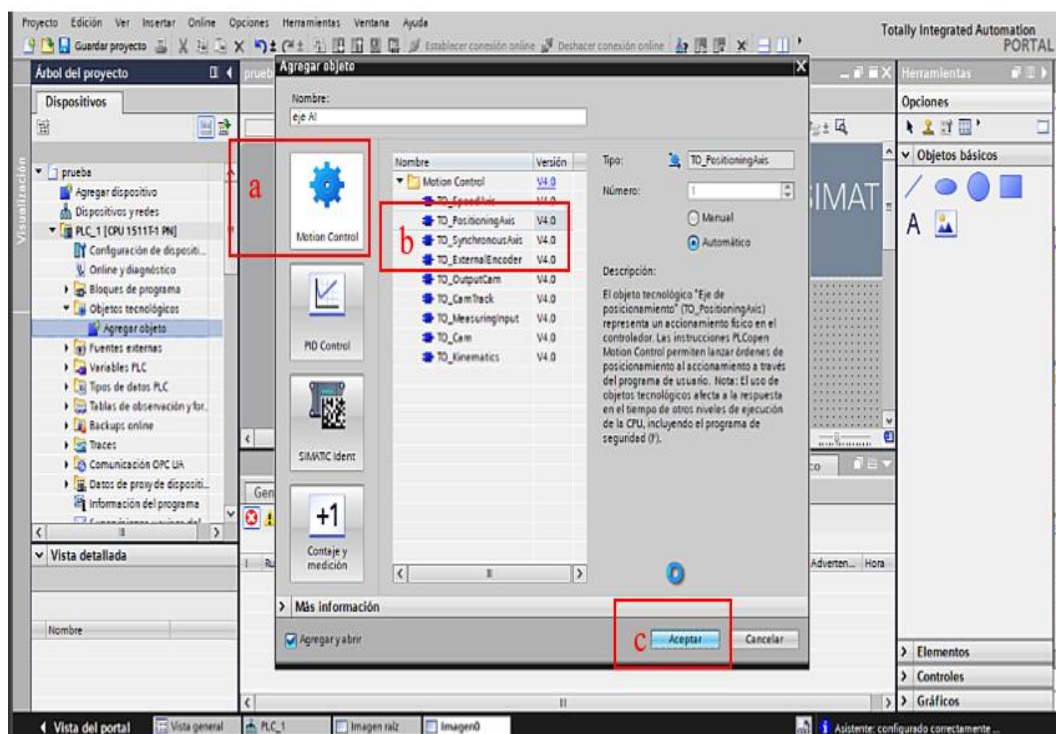 Proyecto Edición Ver Insertar Online Opciones Herramientas Ventana Ayuda
Totally Integrated Automation
PORTAL
Guardar proyecto
Establecer conexión online
Deshacer conexión online
Árbol del proyecto
Dispositivos
Visualización
prueba
Agregar dispositivo
Dispositivos y redes
PLC_1 [CPU 1511T-1 PN]
Configuración de dispositi...
Online y diagnóstico
Bloques de programa
Objetos tecnológicos
Agregar objeto
Fuentes externas
Variables PLC
Tipos de datos PLC
Tablas de observación y for..
Backups online
Traces
Comunicación OPC UA
Datos de proxy de dispositi...
Información del programa
Vista detallada
Nombre
prueb
Agregar objeto
Nombre:
eje AI
a
Motion Control
PID Control
SIMATIC Ident
+1
Contaje y
medición
Nombre Versión
Motion Control V4.0
TO_SpeedAxis V4.0
b
TO_PositioningAxis V4.0
TO_SynchronousAxis V4.0
TO_ExternalEncoder V4.0
TO_OutputCam V4.0
TO_CamTrack V4.0
TO_MeasuringInput V4.0
TO_Cam V4.0
TO_Kinematics V4.0
Tipo: TO_PositioningAxis
Número: 1
Manual
Automático
Descripción:
El objeto tecnológico "Eje de
posicionamiento" (TO_PositioningAxis)
representa un accionamiento físico en el
controlador. Las instrucciones PLCopen
Motion Control permiten lanzar órdenes de
posicionamiento al accionamiento a través
del programa de usuario. Nota: El uso de
objetos tecnológicos afecta a la respuesta
en el tiempo de otros niveles de ejecución
de la CPU, incluyendo el programa de
seguridad (F).
Más información
Agregar y abrir
c
Aceptar
Cancelar
SIMAT
Gen
Adverten... Hora
Herramientas
Opciones
Objetos básicos
A
Elementos
Controles
Gráficos
Vista del portal
Vista general
PLC_1
Imagen raíz
Imagen0
Asistente: configurado correctamente ...